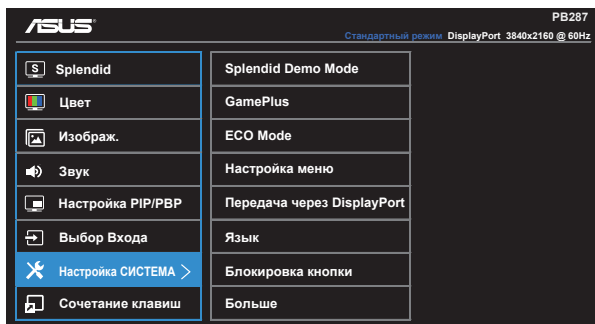 ASUS
PB287
Стандартный режим DisplayPort 3840x2160 @ 60Hz
S Splendid
Цвет
Изображ.
Звук
Настройка PIP/PBP
Выбор Входа
Настройка СИСТЕМА >
Сочетание клавиш
Splendid Demo Mode
GamePlus
ECO Mode
Настройка меню
Передача через DisplayPort
Язык
Блокировка кнопки
Больше